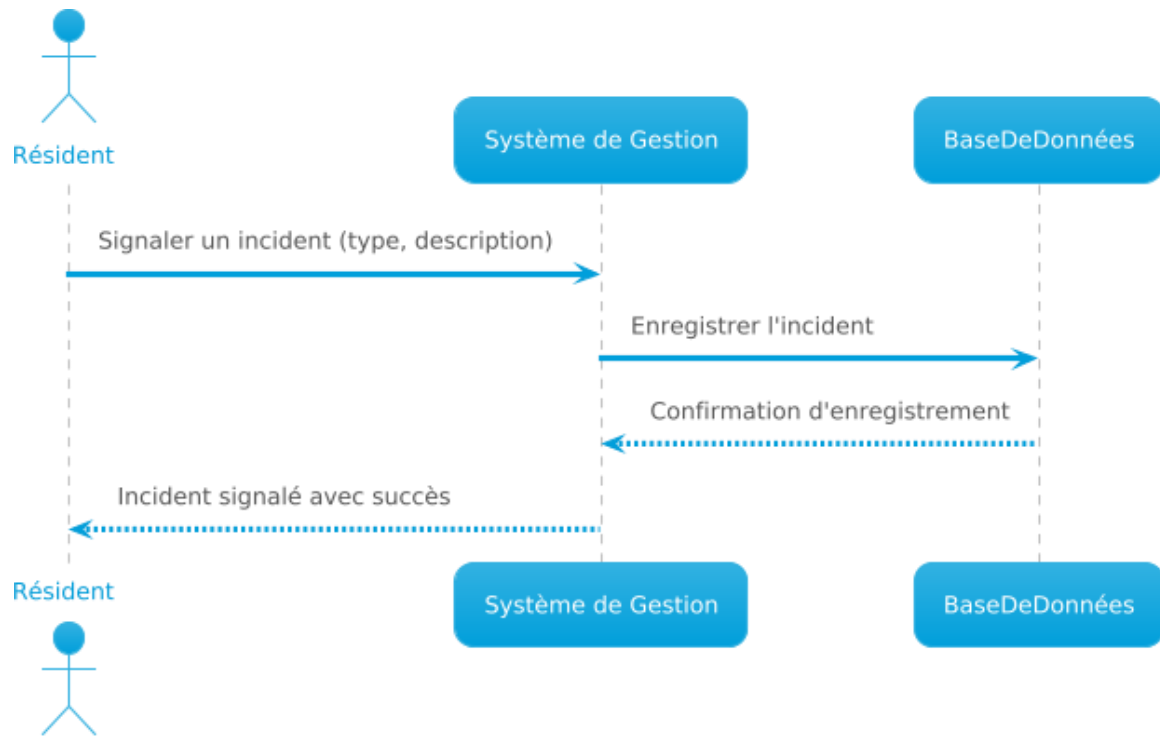 Résident
Système de Gestion
BaseDeDonnées
Signaler un incident (type, description)
Enregistrer l'incident
Confirmation d'enregistrement
Incident signalé avec succès
Résident
Système de Gestion
BaseDeDonnées